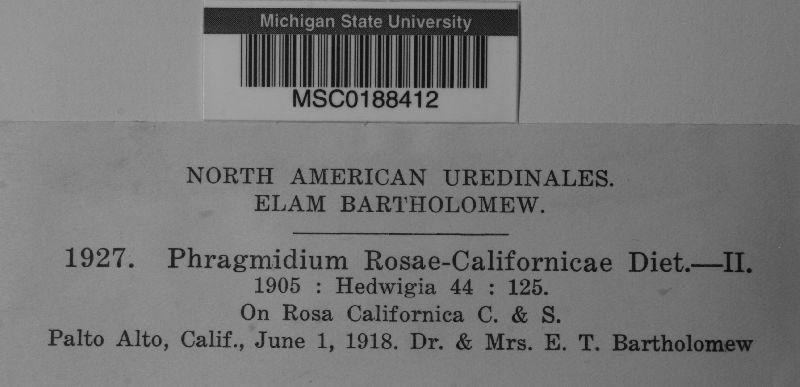 Michigan State University
MSC0188412
NORTH AMERICAN UREDINALES.
ELAM BARTHOLOMEW.
1927. Phragmidium Rosae-Californicae Diet.—II.
1905 : Hedwigia 44 : 125.
On Rosa Californica C. & S.
Palto Alto, Calif., June 1, 1918. Dr. & Mrs. E. T. Bartholomew